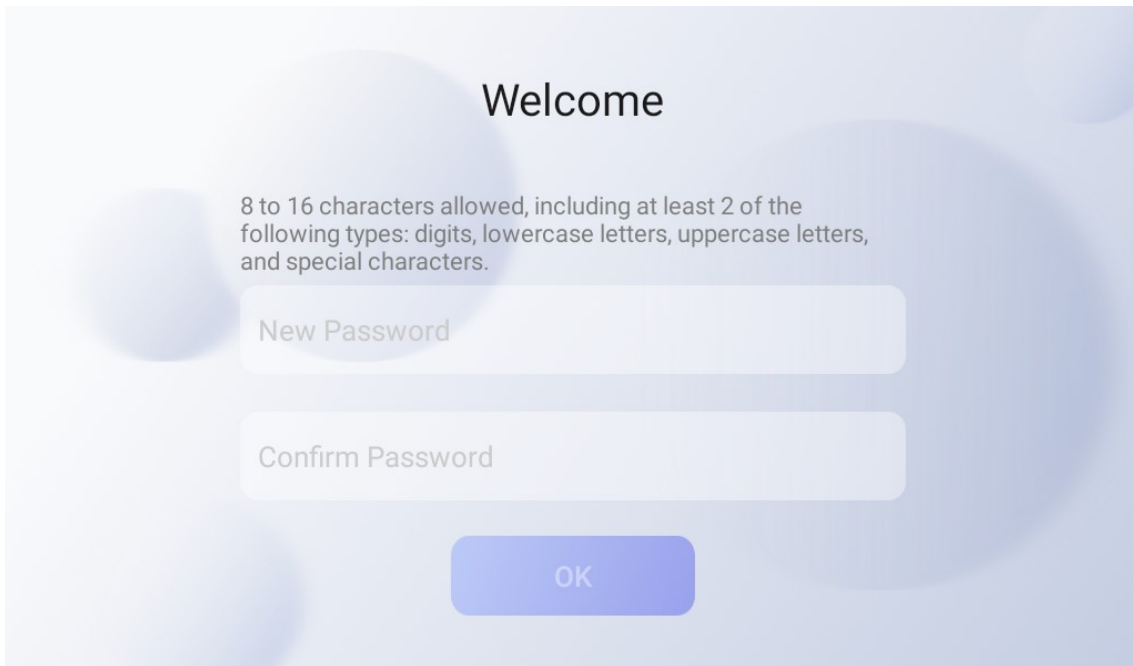 Welcome
8 to 16 characters allowed, including at least 2 of the
following types: digits, lowercase letters, uppercase letters,
and special characters.
New Password
Confirm Password
OK